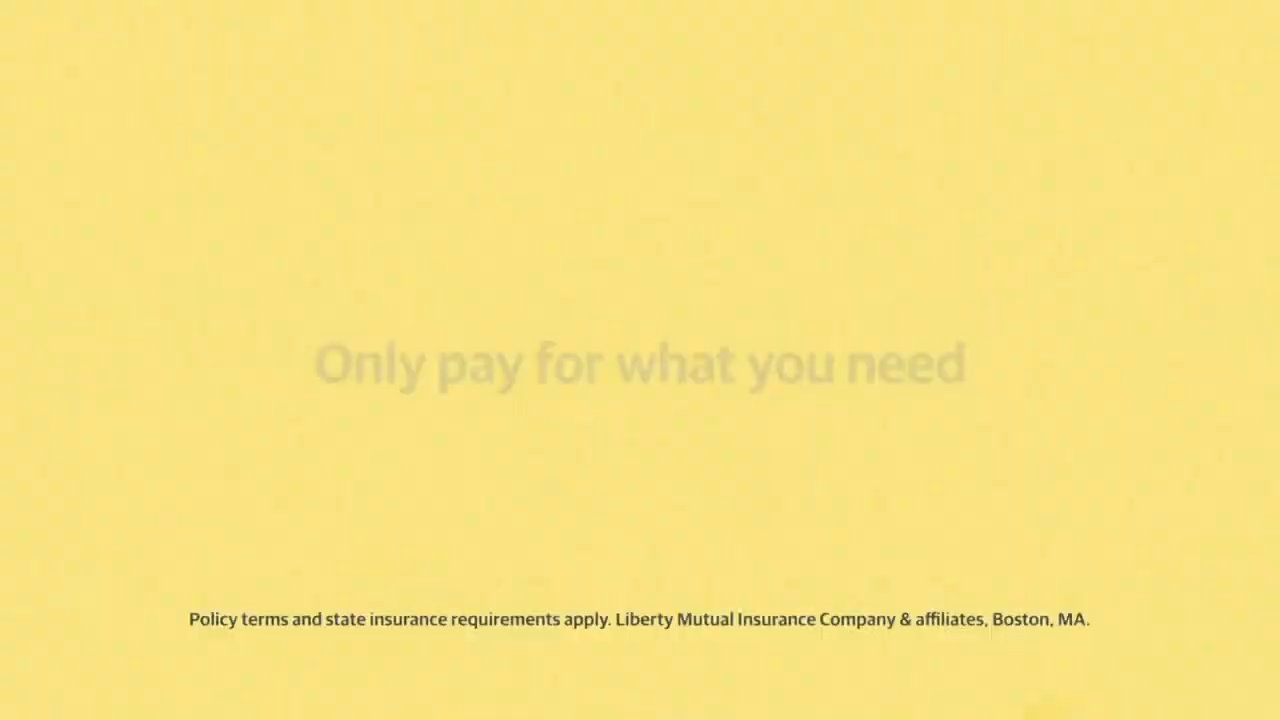 Only pay for what you need
Policy terms and state insurance requirements apply. Liberty Mutual Insurance Company & affiliates, Boston, MA.